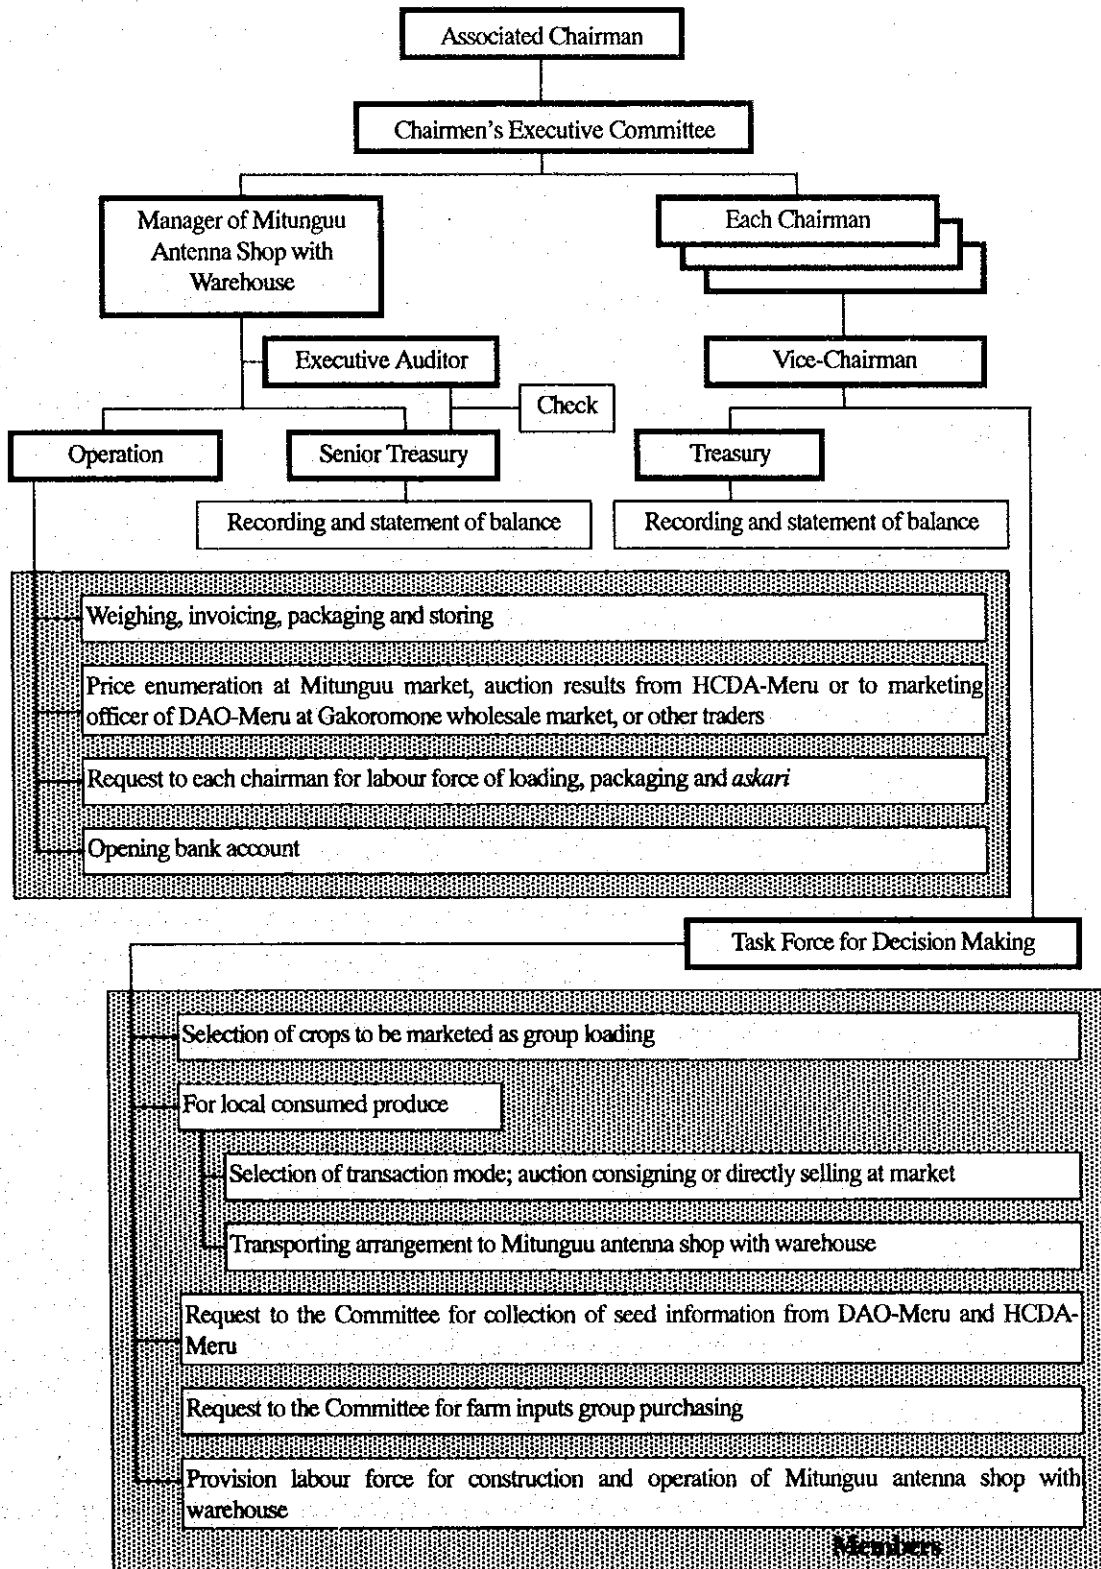 Associated Chairman
Chairmen's Executive Committee
Manager of Mitunguu
Antenna Shop with
Warehouse
Each Chairman
Executive Auditor
Vice-Chairman
Check
Operation
Senior Treasury
Treasury
Recording and statement of balance
Recording and statement of balance
Weighing, invoicing, packaging and storing
Price enumeration at Mitunguu market, auction results from HCDA-Meru or to marketing
officer of DAO-Meru at Gakoromone wholesale market, or other traders
Request to each chairman for labour force of loading, packaging and askari
Opening bank account
Task Force for Decision Making
Selection of crops to be marketed as group loading
For local consumed produce
Selection of transaction mode; auction consigning or directly selling at market
Transporting arrangement to Mitunguu antenna shop with warehouse
Request to the Committee for collection of seed information from DAO-Meru and HCDA-
Meru
Request to the Committee for farm inputs group purchasing
Provision labour force for construction and operation of Mitunguu antenna shop with
warehouse
Members